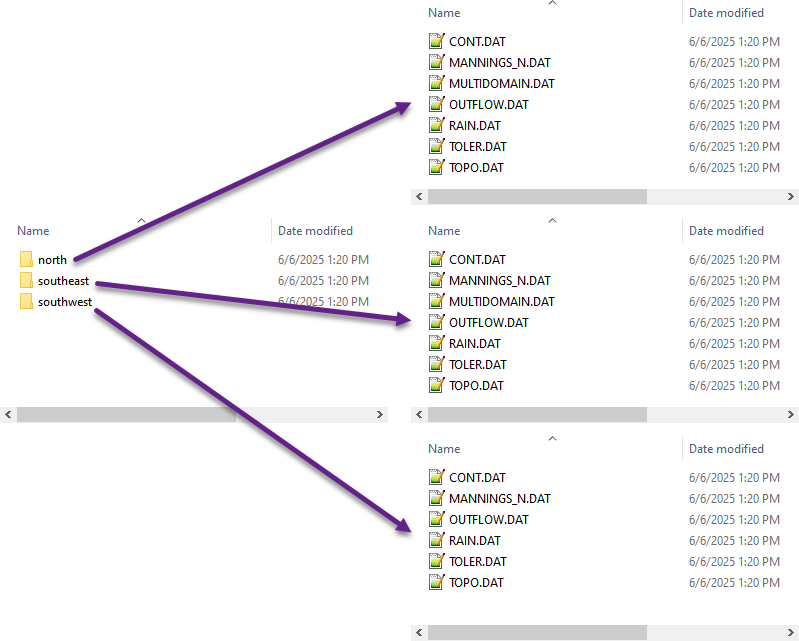 Name Date modified
CONT.DAT 6/6/2025 1:20 PM
MANNINGS_N.DAT 6/6/2025 1:20 PM
MULTIDOMAIN.DAT 6/6/2025 1:20 PM
OUTFLOW.DAT 6/6/2025 1:20 PM
RAIN.DAT 6/6/2025 1:20 PM
TOLER.DAT 6/6/2025 1:20 PM
TOPO.DAT 6/6/2025 1:20 PM
Name Date modified
north 6/6/2025 1:20 PM
southeast 6/6/2025 1:20 PM
southwest 6/6/2025 1:20 PM
Name Date modified
CONT.DAT 6/6/2025 1:20 PM
MANNINGS_N.DAT 6/6/2025 1:20 PM
MULTIDOMAIN.DAT 6/6/2025 1:20 PM
OUTFLOW.DAT 6/6/2025 1:20 PM
RAIN.DAT 6/6/2025 1:20 PM
TOLER.DAT 6/6/2025 1:20 PM
TOPO.DAT 6/6/2025 1:20 PM
Name Date modified
CONT.DAT 6/6/2025 1:20 PM
MANNINGS_N.DAT 6/6/2025 1:20 PM
OUTFLOW.DAT 6/6/2025 1:20 PM
RAIN.DAT 6/6/2025 1:20 PM
TOLER.DAT 6/6/2025 1:20 PM
TOPO.DAT 6/6/2025 1:20 PM